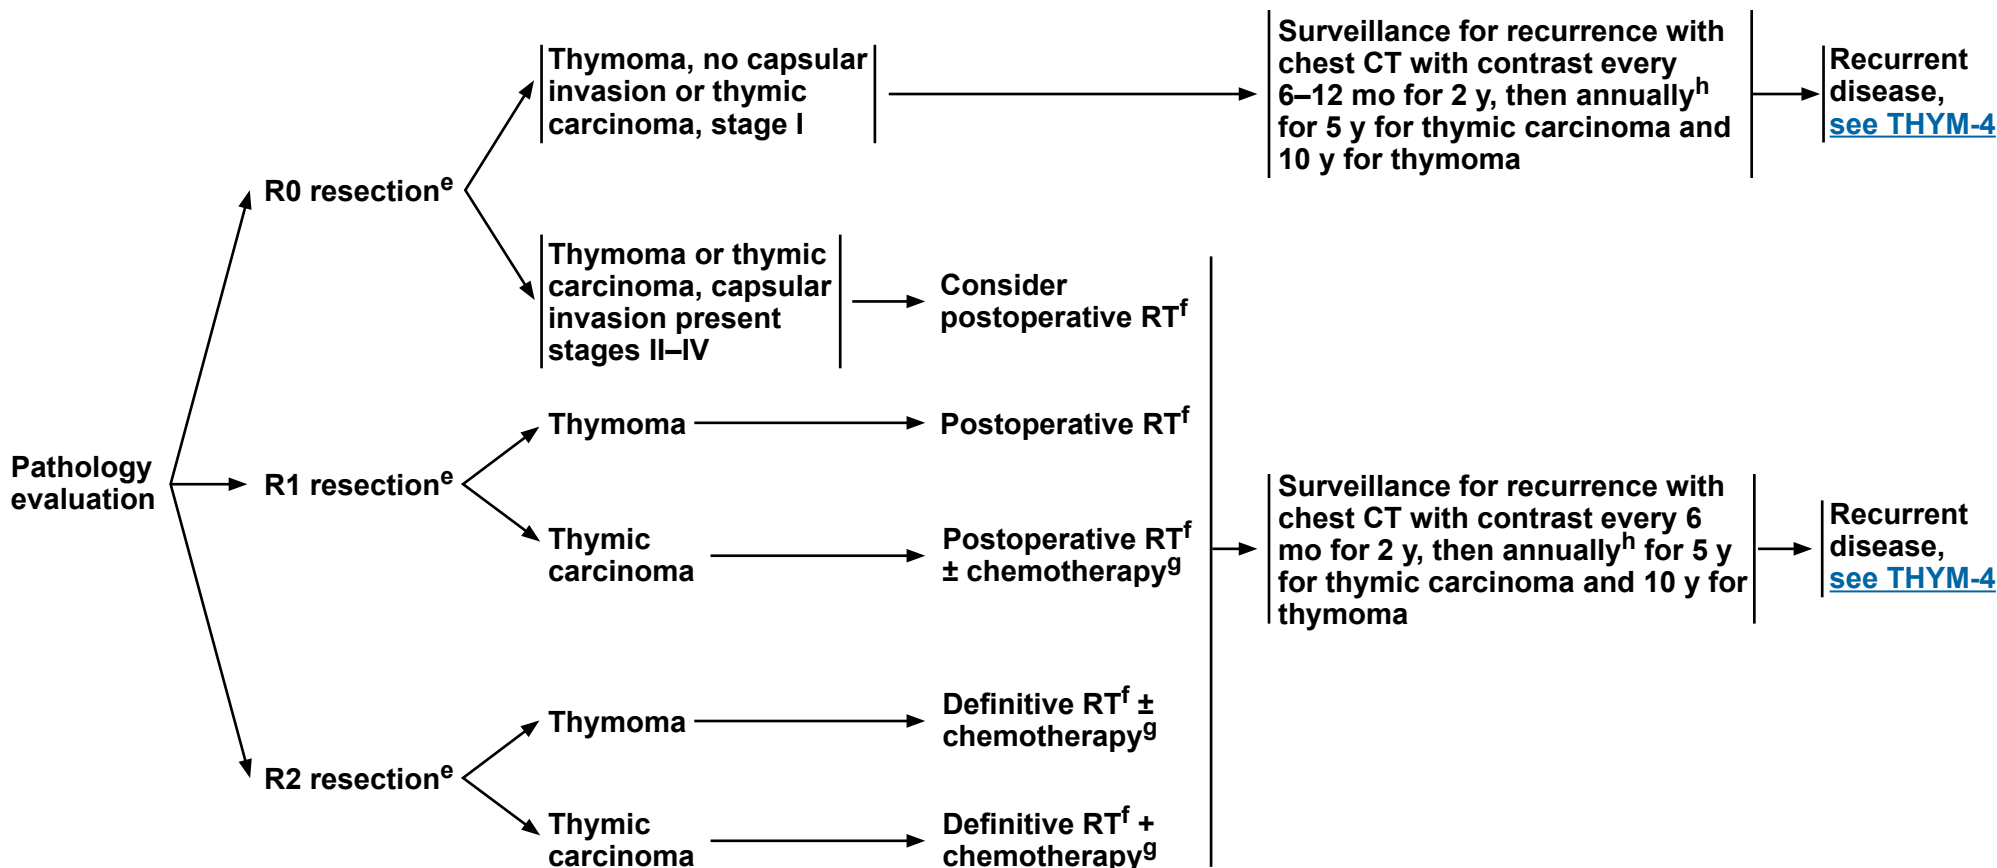 Pathology
evaluation
R0 resectionᵉ
Thymoma, no capsular
invasion or thymic
carcinoma, stage I
Surveillance for recurrence with
chest CT with contrast every
6–12 mo for 2 y, then annuallyʰ
for 5 y for thymic carcinoma and
10 y for thymoma
Recurrent
disease,
see THYM-4
Thymoma or thymic
carcinoma, capsular
invasion present
stages II–IV
Consider
postoperative RTᶠ
R1 resectionᵉ
Thymoma
Postoperative RTᶠ
Thymic
carcinoma
Postoperative RTᶠ
± chemotherapyᵍ
R2 resectionᵉ
Thymoma
Definitive RTᶠ ±
chemotherapyᵍ
Thymic
carcinoma
Definitive RTᶠ +
chemotherapyᵍ
Surveillance for recurrence with
chest CT with contrast every 6
mo for 2 y, then annuallyʰ for 5 y
for thymic carcinoma and 10 y for
thymoma
Recurrent
disease,
see THYM-4